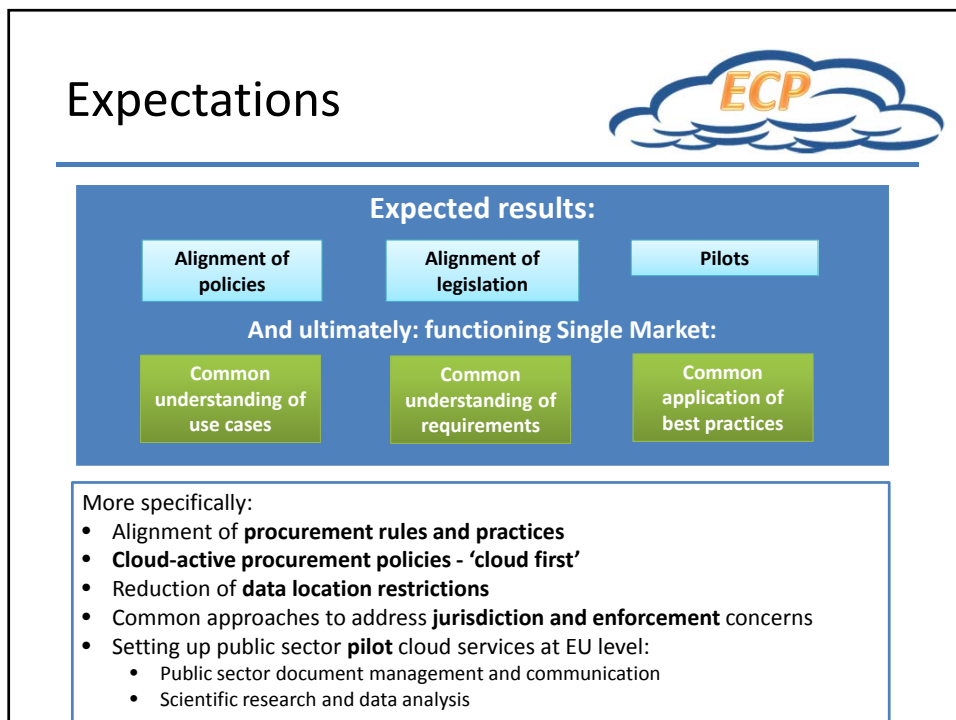 Expectations
ECP
Expected results:
Alignment of
policies
Alignment of
legislation
Pilots
And ultimately: functioning Single Market:
Common
understanding of
use cases
Common
understanding of
requirements
Common
application of
best practices
More specifically:
• Alignment of procurement rules and practices
• Cloud-active procurement policies - ‘cloud first’
• Reduction of data location restrictions
• Common approaches to address jurisdiction and enforcement concerns
• Setting up public sector pilot cloud services at EU level:
• Public sector document management and communication
• Scientific research and data analysis